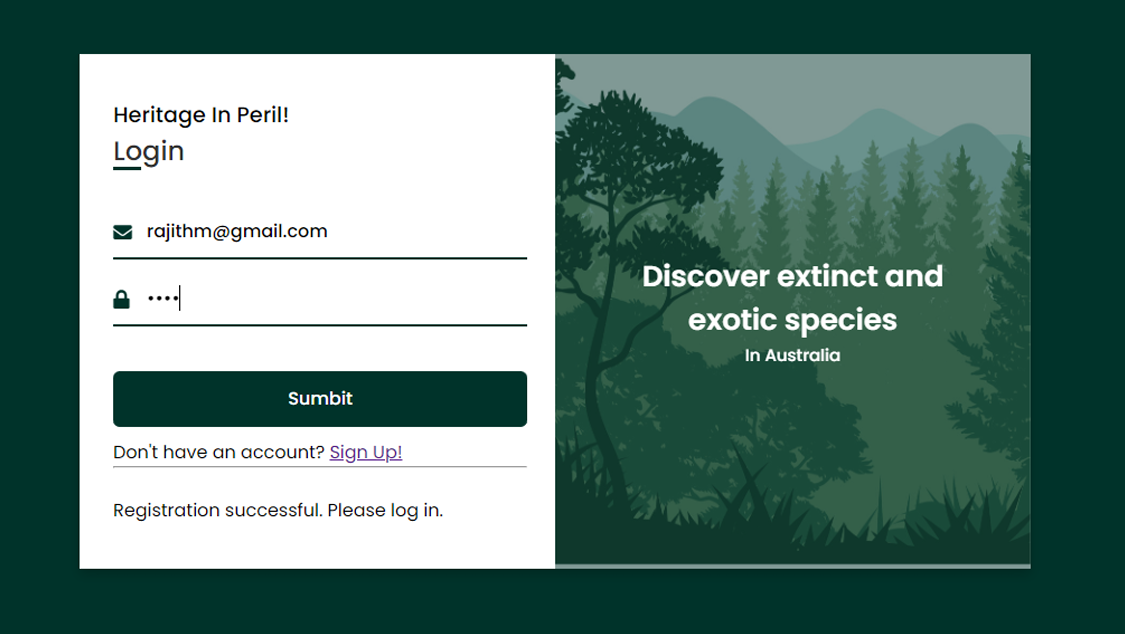 Heritage In Peril!
Login
rajithm@gmail.com
••••
Sumbit
Don't have an account? Sign Up!
Registration successful. Please log in.
Discover extinct and
exotic species
In Australia